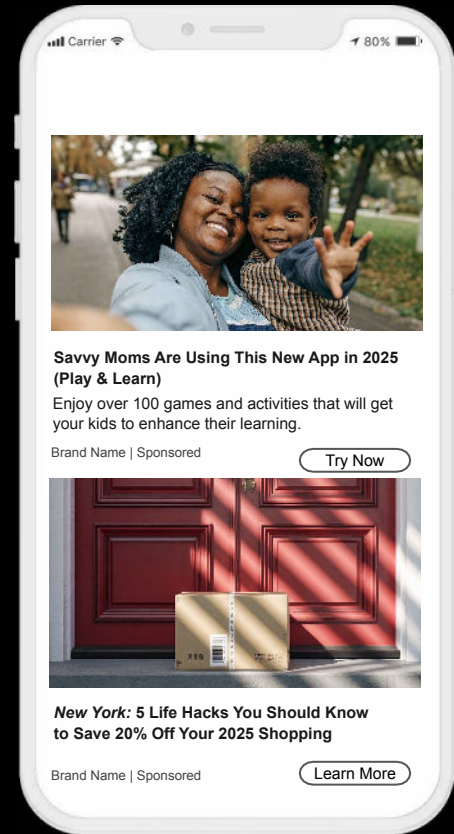 Carrier
80%
Savvy Moms Are Using This New App in 2025
(Play & Learn)
Enjoy over 100 games and activities that will get
your kids to enhance their learning.
Brand Name | Sponsored
Try Now
New York: 5 Life Hacks You Should Know
to Save 20% Off Your 2025 Shopping
Brand Name | Sponsored
Learn More